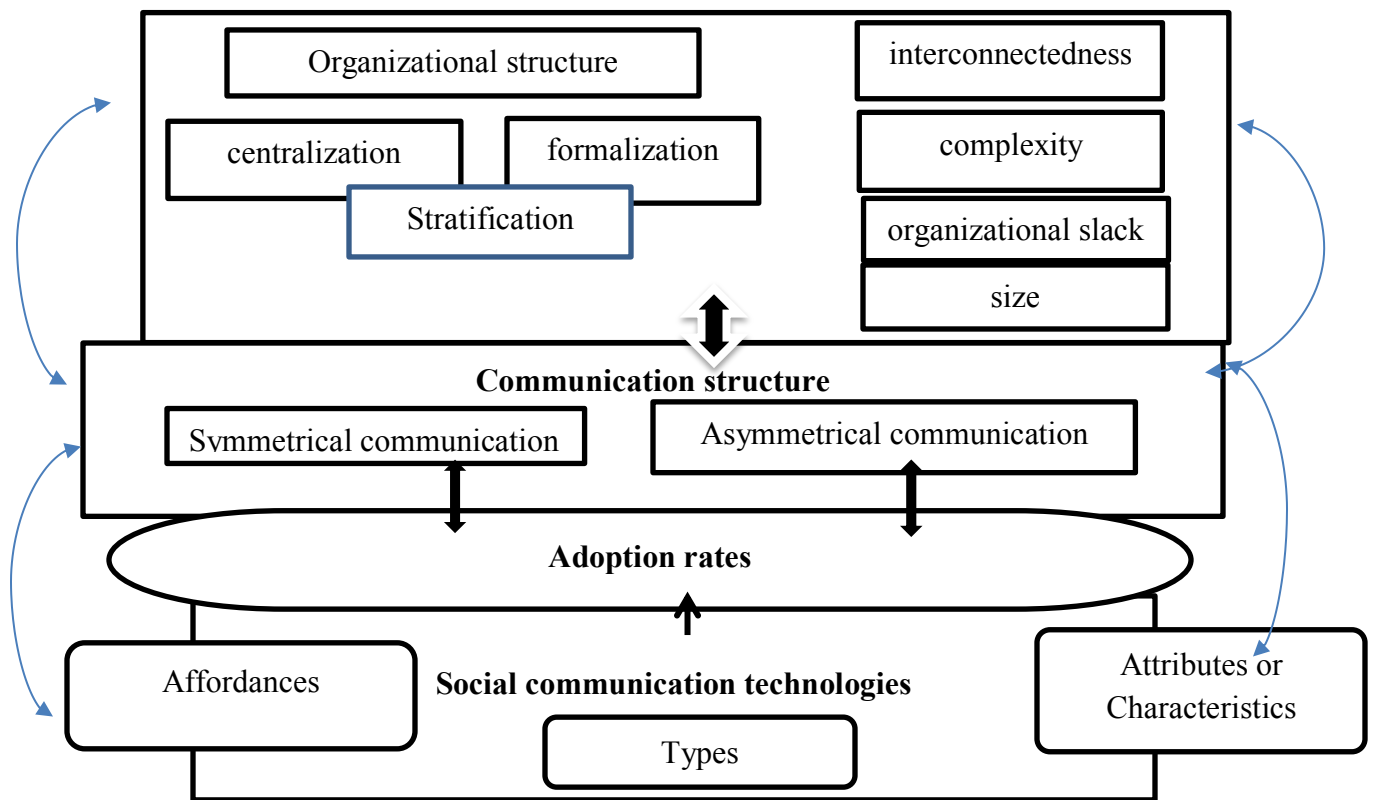 Organizational structure
interconnectedness
centralization
formalization
complexity
Stratification
organizational slack
size
Communication structure
Symmetrical communication
Asymmetrical communication
Adoption rates
Affordances
Social communication technologies
Attributes or
Characteristics
Types